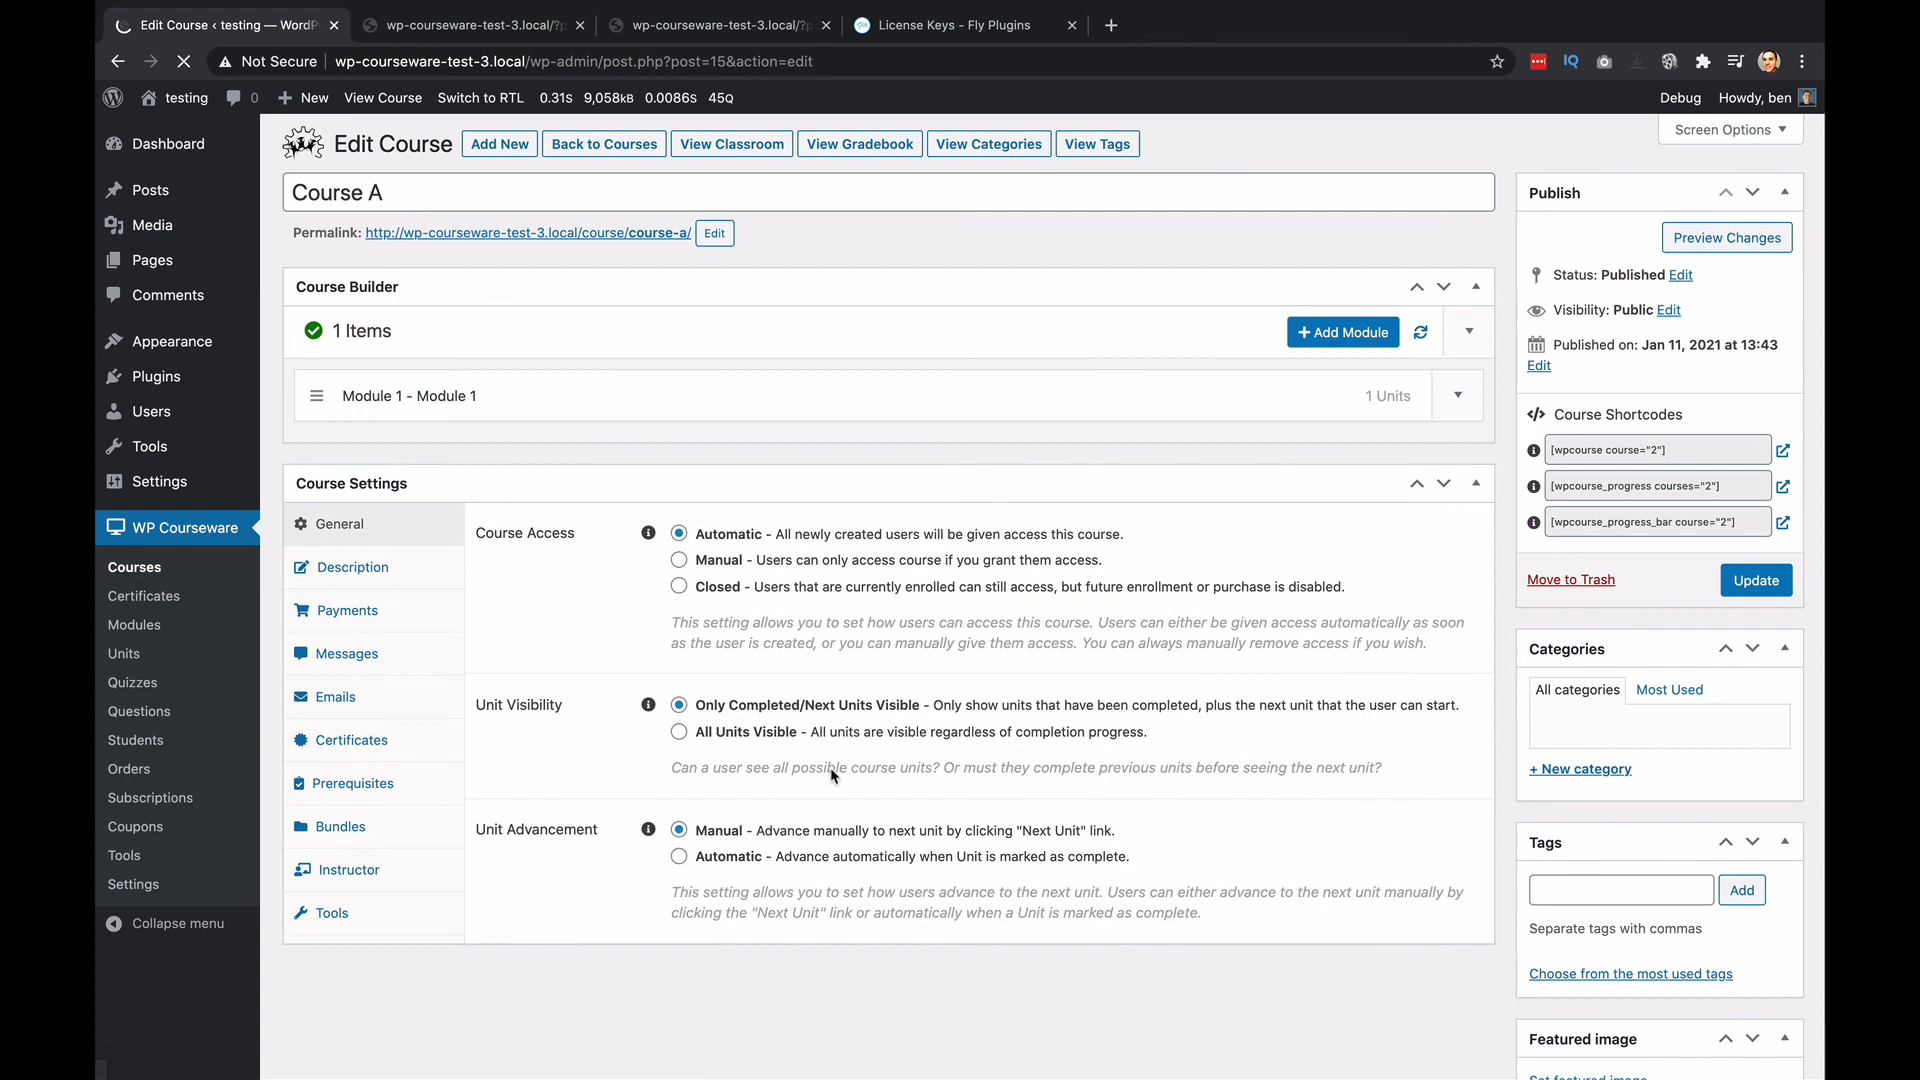 Edit Course ‹ testing — WordP
wp-courseware-test-3.local/?p
wp-courseware-test-3.local/?p
License Keys - Fly Plugins
Not Secure
wp-courseware-test-3.local/wp-admin/post.php?post=15&action=edit
testing
0
New
View Course
Switch to RTL
0.31s 9,058kB 0.0086s 45Q
Debug
Howdy, ben
Screen Options
Dashboard
Posts
Media
Pages
Comments
Appearance
Plugins
Users
Tools
Settings
WP Courseware
Courses
Certificates
Modules
Units
Quizzes
Questions
Students
Orders
Subscriptions
Coupons
Tools
Settings
Collapse menu
Edit Course
Add New
Back to Courses
View Classroom
View Gradebook
View Categories
View Tags
Course A
Permalink: http://wp-courseware-test-3.local/course/course-a/ Edit
Course Builder
1 Items
+ Add Module
Module 1 - Module 1
1 Units
Course Settings
General
Description
Payments
Messages
Emails
Certificates
Prerequisites
Bundles
Instructor
Tools
Course Access
Automatic - All newly created users will be given access this course.
Manual - Users can only access course if you grant them access.
Closed - Users that are currently enrolled can still access, but future enrollment or purchase is disabled.
This setting allows you to set how users can access this course. Users can either be given access automatically as soon
as the user is created, or you can manually give them access. You can always manually remove access if you wish.
Unit Visibility
Only Completed/Next Units Visible - Only show units that have been completed, plus the next unit that the user can start.
All Units Visible - All units are visible regardless of completion progress.
Can a user see all possible course units? Or must they complete previous units before seeing the next unit?
Unit Advancement
Manual - Advance manually to next unit by clicking "Next Unit" link.
Automatic - Advance automatically when Unit is marked as complete.
This setting allows you to set how users advance to the next unit. Users can either advance to the next unit manually by
clicking the "Next Unit" link or automatically when a Unit is marked as complete.
Publish
Preview Changes
Status: Published Edit
Visibility: Public Edit
Published on: Jan 11, 2021 at 13:43
Edit
Course Shortcodes
[wpcourse course="2"]
[wpcourse_progress courses="2"]
[wpcourse_progress_bar course="2"]
Move to Trash
Update
Categories
All categories
Most Used
+ New category
Tags
Add
Separate tags with commas
Choose from the most used tags
Featured image
Set featured image